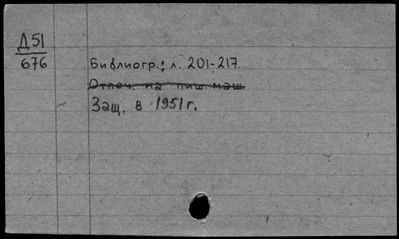 Д51
676
Библиогр.: л. 201-217.
Отпеч. на пиш. маш.
Защ. в 1951 г.